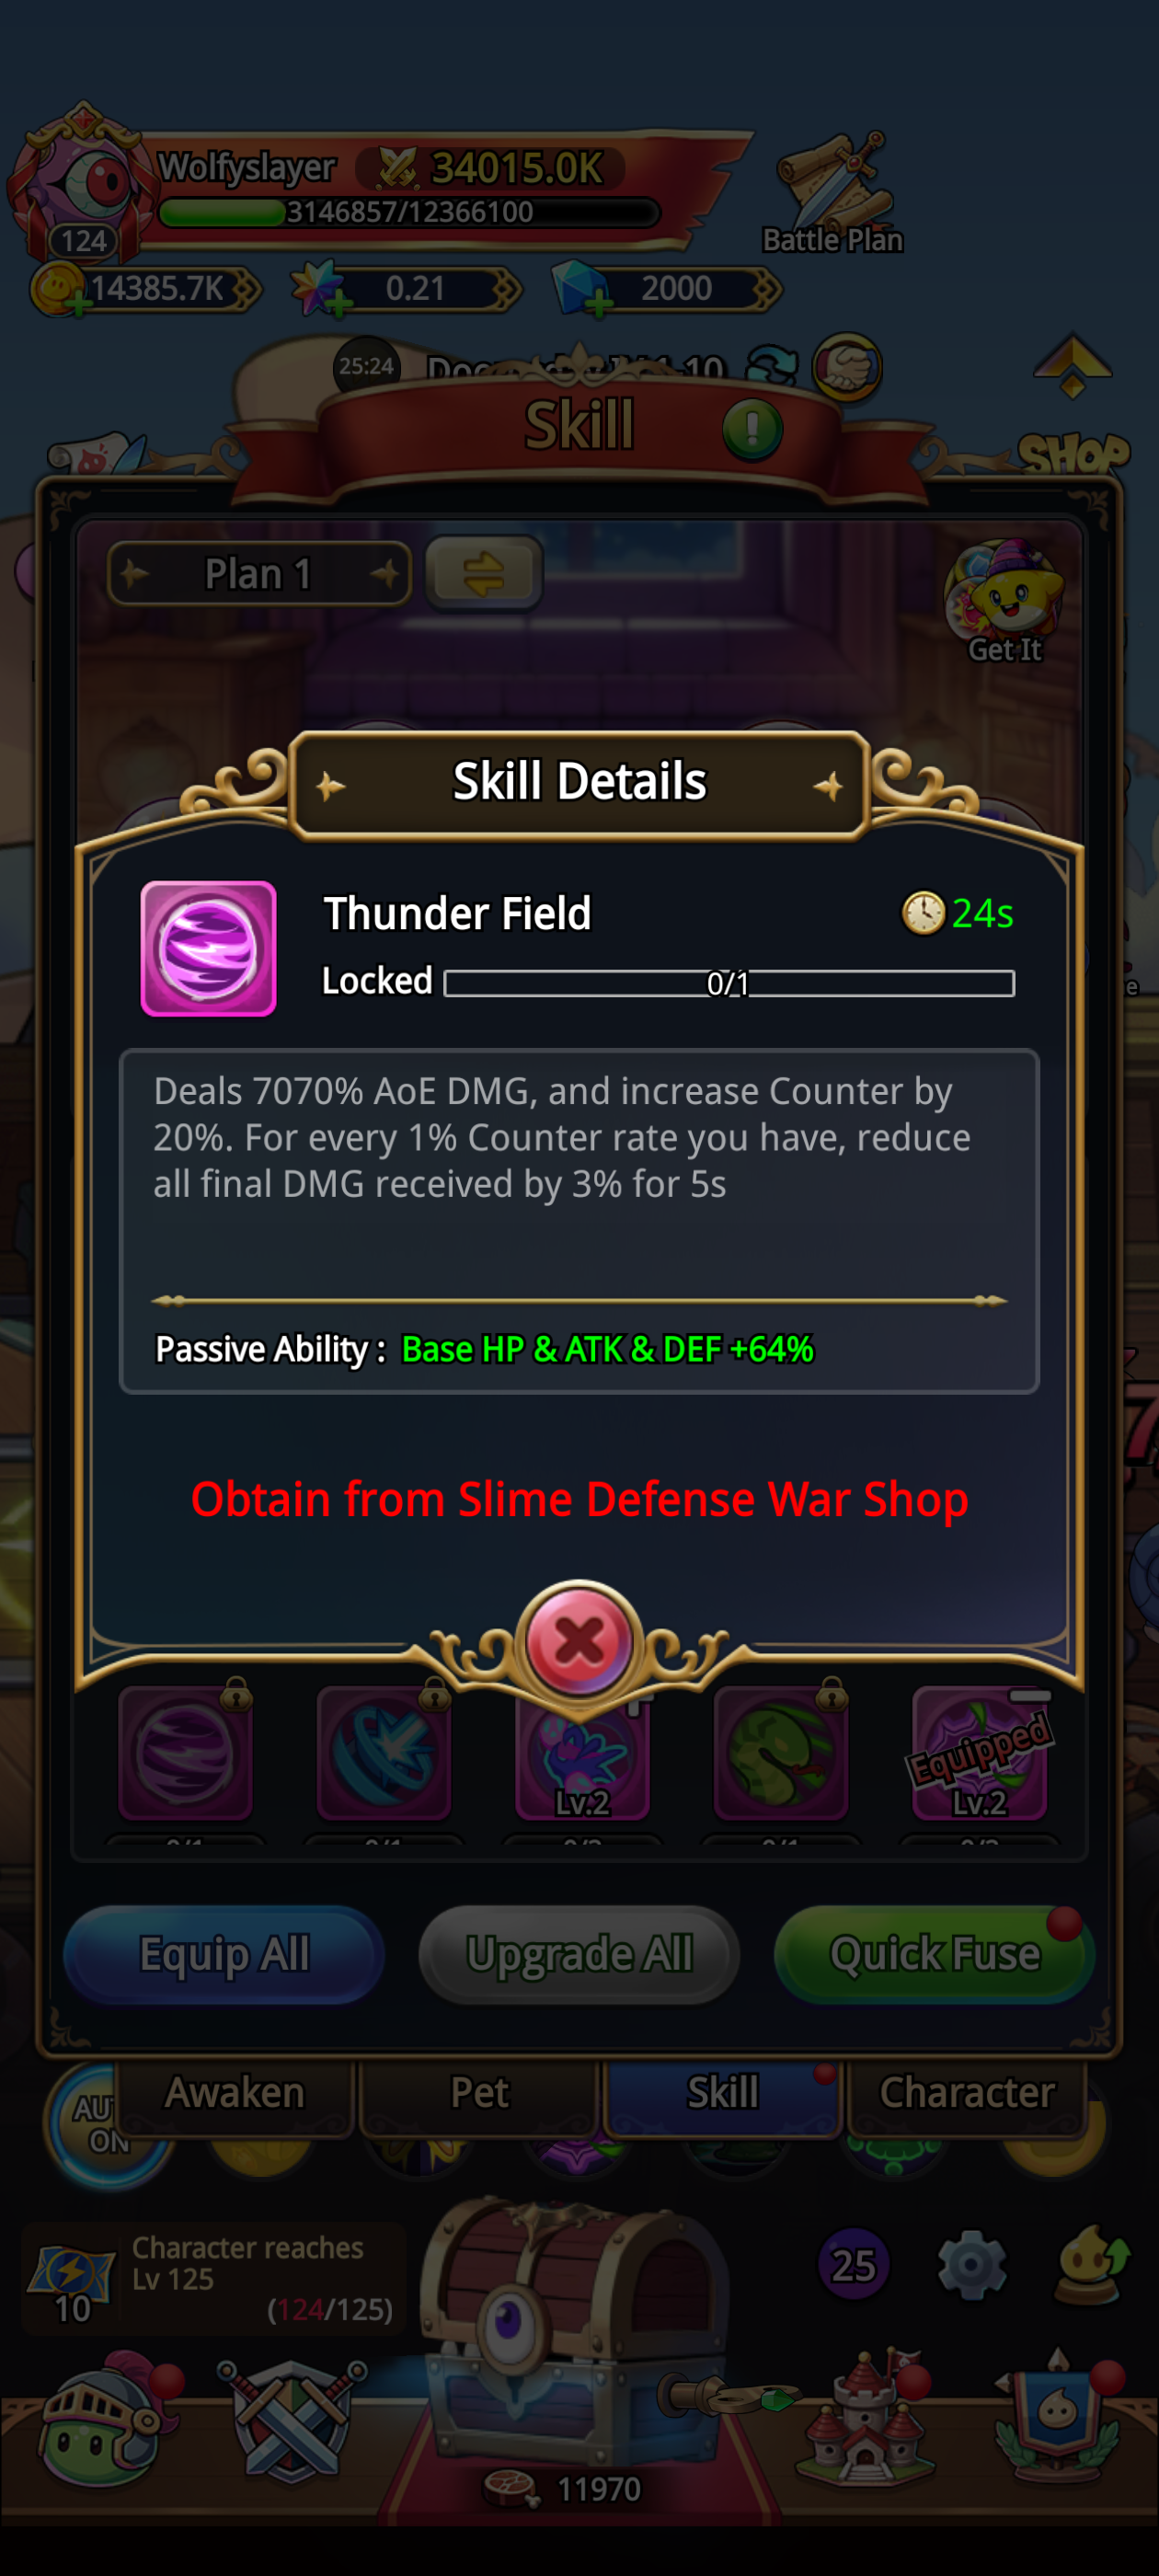 Wolfyslayer
34015.0K
3146857/12366100
124
Battle Plan
14385.7K
0.21
2000
25:24
Skill
SHOP
Plan 1
Get It
Skill Details
Thunder Field
24s
Locked
0/1
Deals 7070% AoE DMG, and increase Counter by
20%. For every 1% Counter rate you have, reduce
all final DMG received by 3% for 5s
Passive Ability : Base HP & ATK & DEF +64%
Obtain from Slime Defense War Shop
Equipped
Lv.2
Lv.2
Equip All
Upgrade All
Quick Fuse
Awaken
Pet
Skill
Character
ON
Character reaches
Lv 125
10
(124/125)
25
11970